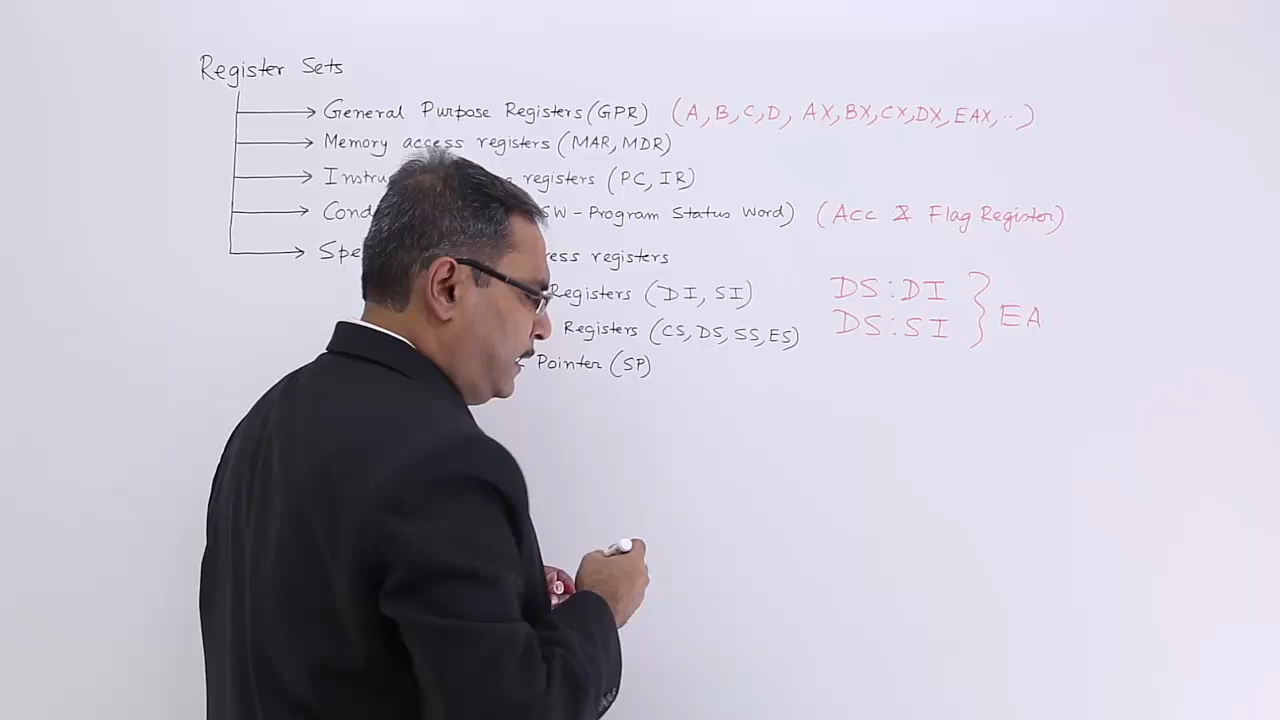 Register Sets
General Purpose Registers (GPR) (A, B, C, D, AX, BX, CX, DX, EAX, ..)
Memory access registers (MAR, MDR)
registers (PC, IR)
SW - Program Status Word) (Acc & Flag Register)
registers
Registers (DI, SI) DS : DI
Registers (CS, DS, SS, ES) DS : SI } EA
Pointer (SP)